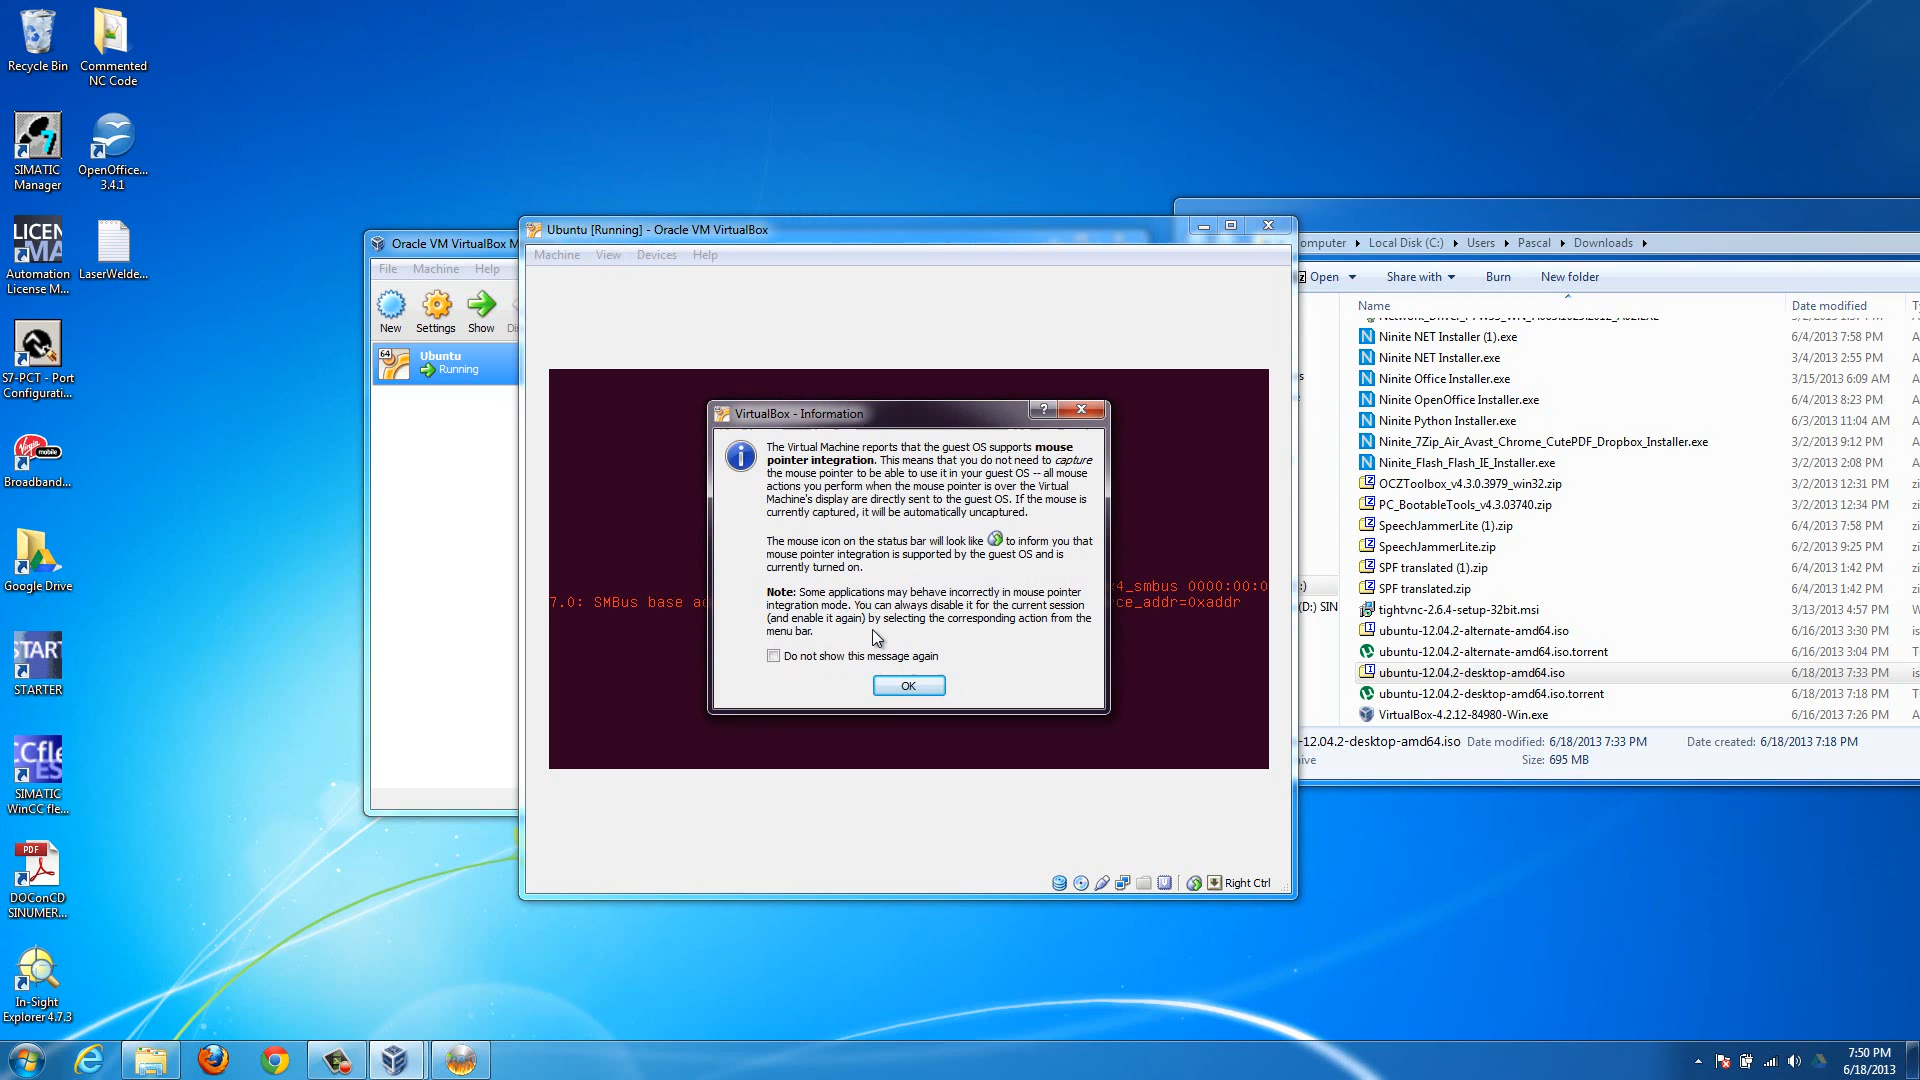 Recycle Bin
Commented
NC Code
SIMATIC
Manager
OpenOffice...
3.4.1
Automation
License M...
LaserWelde...
S7-PCT - Port
Configurati...
Broadband...
Google Drive
STARTER
SIMATIC
WinCC fle...
DOConCD
SINUMER...
In-Sight
Explorer 4.7.3
Oracle VM VirtualBox M
File Machine Help
New Settings Show
64
Ubuntu
Running
Ubuntu [Running] - Oracle VM VirtualBox
Machine View Devices Help
7.0: SMBus base
4_smbus 0000:00:0
ce_addr=0xaddr
VirtualBox - Information
The Virtual Machine reports that the guest OS supports mouse
pointer integration. This means that you do not need to capture
the mouse pointer to be able to use it in your guest OS -- all mouse
actions you perform when the mouse pointer is over the Virtual
Machine's display are directly sent to the guest OS. If the mouse is
currently captured, it will be automatically uncaptured.
The mouse icon on the status bar will look like to inform you that
mouse pointer integration is supported by the guest OS and is
currently turned on.
Note: Some applications may behave incorrectly in mouse pointer
integration mode. You can always disable it for the current session
(and enable it again) by selecting the corresponding action from the
menu bar.
Do not show this message again
OK
Right Ctrl
omputer Local Disk (C:) Users Pascal Downloads
Open Share with Burn New folder
Name Date modified
Ninite NET Installer (1).exe 6/4/2013 7:58 PM
Ninite NET Installer.exe 3/4/2013 2:55 PM
Ninite Office Installer.exe 3/15/2013 6:09 AM
Ninite OpenOffice Installer.exe 6/4/2013 8:23 PM
Ninite Python Installer.exe 6/3/2013 11:04 AM
Ninite_7Zip_Air_Avast_Chrome_CutePDF_Dropbox_Installer.exe 3/2/2013 9:12 PM
Ninite_Flash_Flash_IE_Installer.exe 3/2/2013 2:08 PM
OCZToolbox_v4.3.0.3979_win32.zip 3/2/2013 12:31 PM
PC_BootableTools_v4.3.03740.zip 3/2/2013 12:34 PM
SpeechJammerLite (1).zip 6/4/2013 7:58 PM
SpeechJammerLite.zip 6/2/2013 9:25 PM
SPF translated (1).zip 6/4/2013 1:42 PM
SPF translated.zip 6/4/2013 1:42 PM
tightvnc-2.6.4-setup-32bit.msi 3/13/2013 4:57 PM
ubuntu-12.04.2-alternate-amd64.iso 6/16/2013 3:30 PM
ubuntu-12.04.2-alternate-amd64.iso.torrent 6/16/2013 3:04 PM
ubuntu-12.04.2-desktop-amd64.iso 6/18/2013 7:33 PM
ubuntu-12.04.2-desktop-amd64.iso.torrent 6/18/2013 7:18 PM
VirtualBox-4.2.12-84980-Win.exe 6/16/2013 7:26 PM
(D:) SIN
-12.04.2-desktop-amd64.iso Date modified: 6/18/2013 7:33 PM Date created: 6/18/2013 7:18 PM
Size: 695 MB
7:50 PM
6/18/2013